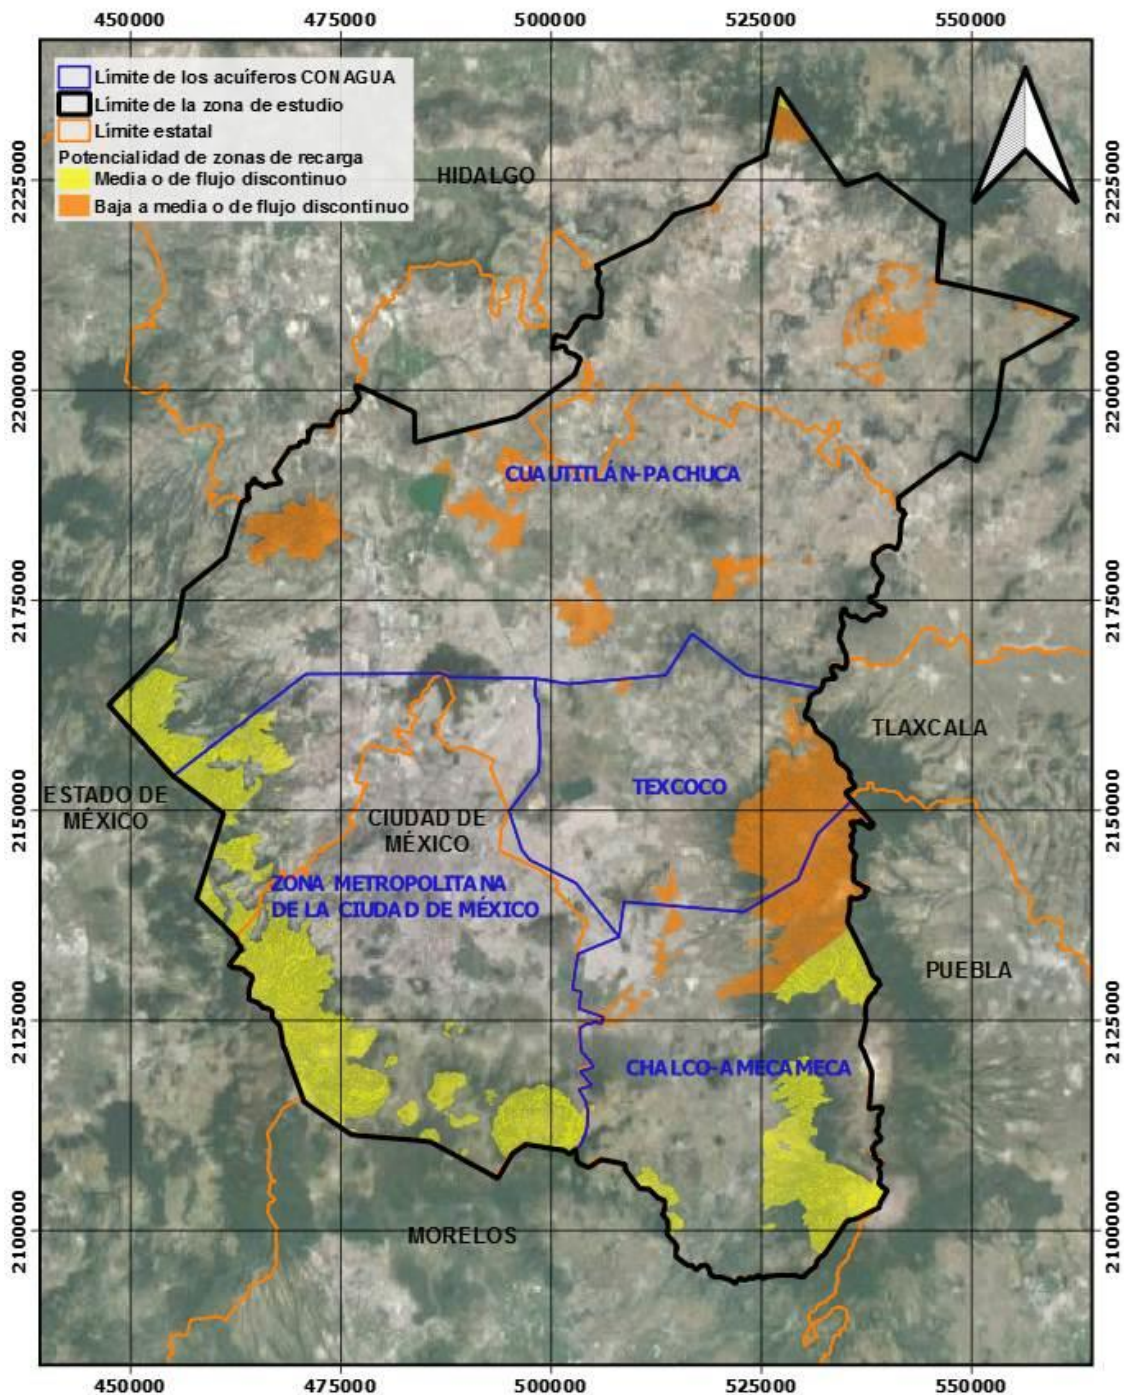 450000 475000 500000 525000 550000
Límite de los acuíferos CONAGUA
Límite de la zona de estudio
Límite estatal
Potencialidad de zonas de recarga
Media o de flujo discontinuo
Baja a media o de flujo discontinuo
HIDALGO
2225000 2225000
2200000 2200000
CUAUTITLÁN-PACHUCA
2175000 2175000
TLAXCALA
ESTADO DE
MÉXICO
TEXCOCO
2150000 2150000
CIUDAD DE
MÉXICO
ZONA METROPOLITANA
DE LA CIUDAD DE MÉXICO
PUEBLA
2125000 2125000
CHALCO-AMECAMECA
MORELOS
2100000 2100000
450000 475000 500000 525000 550000